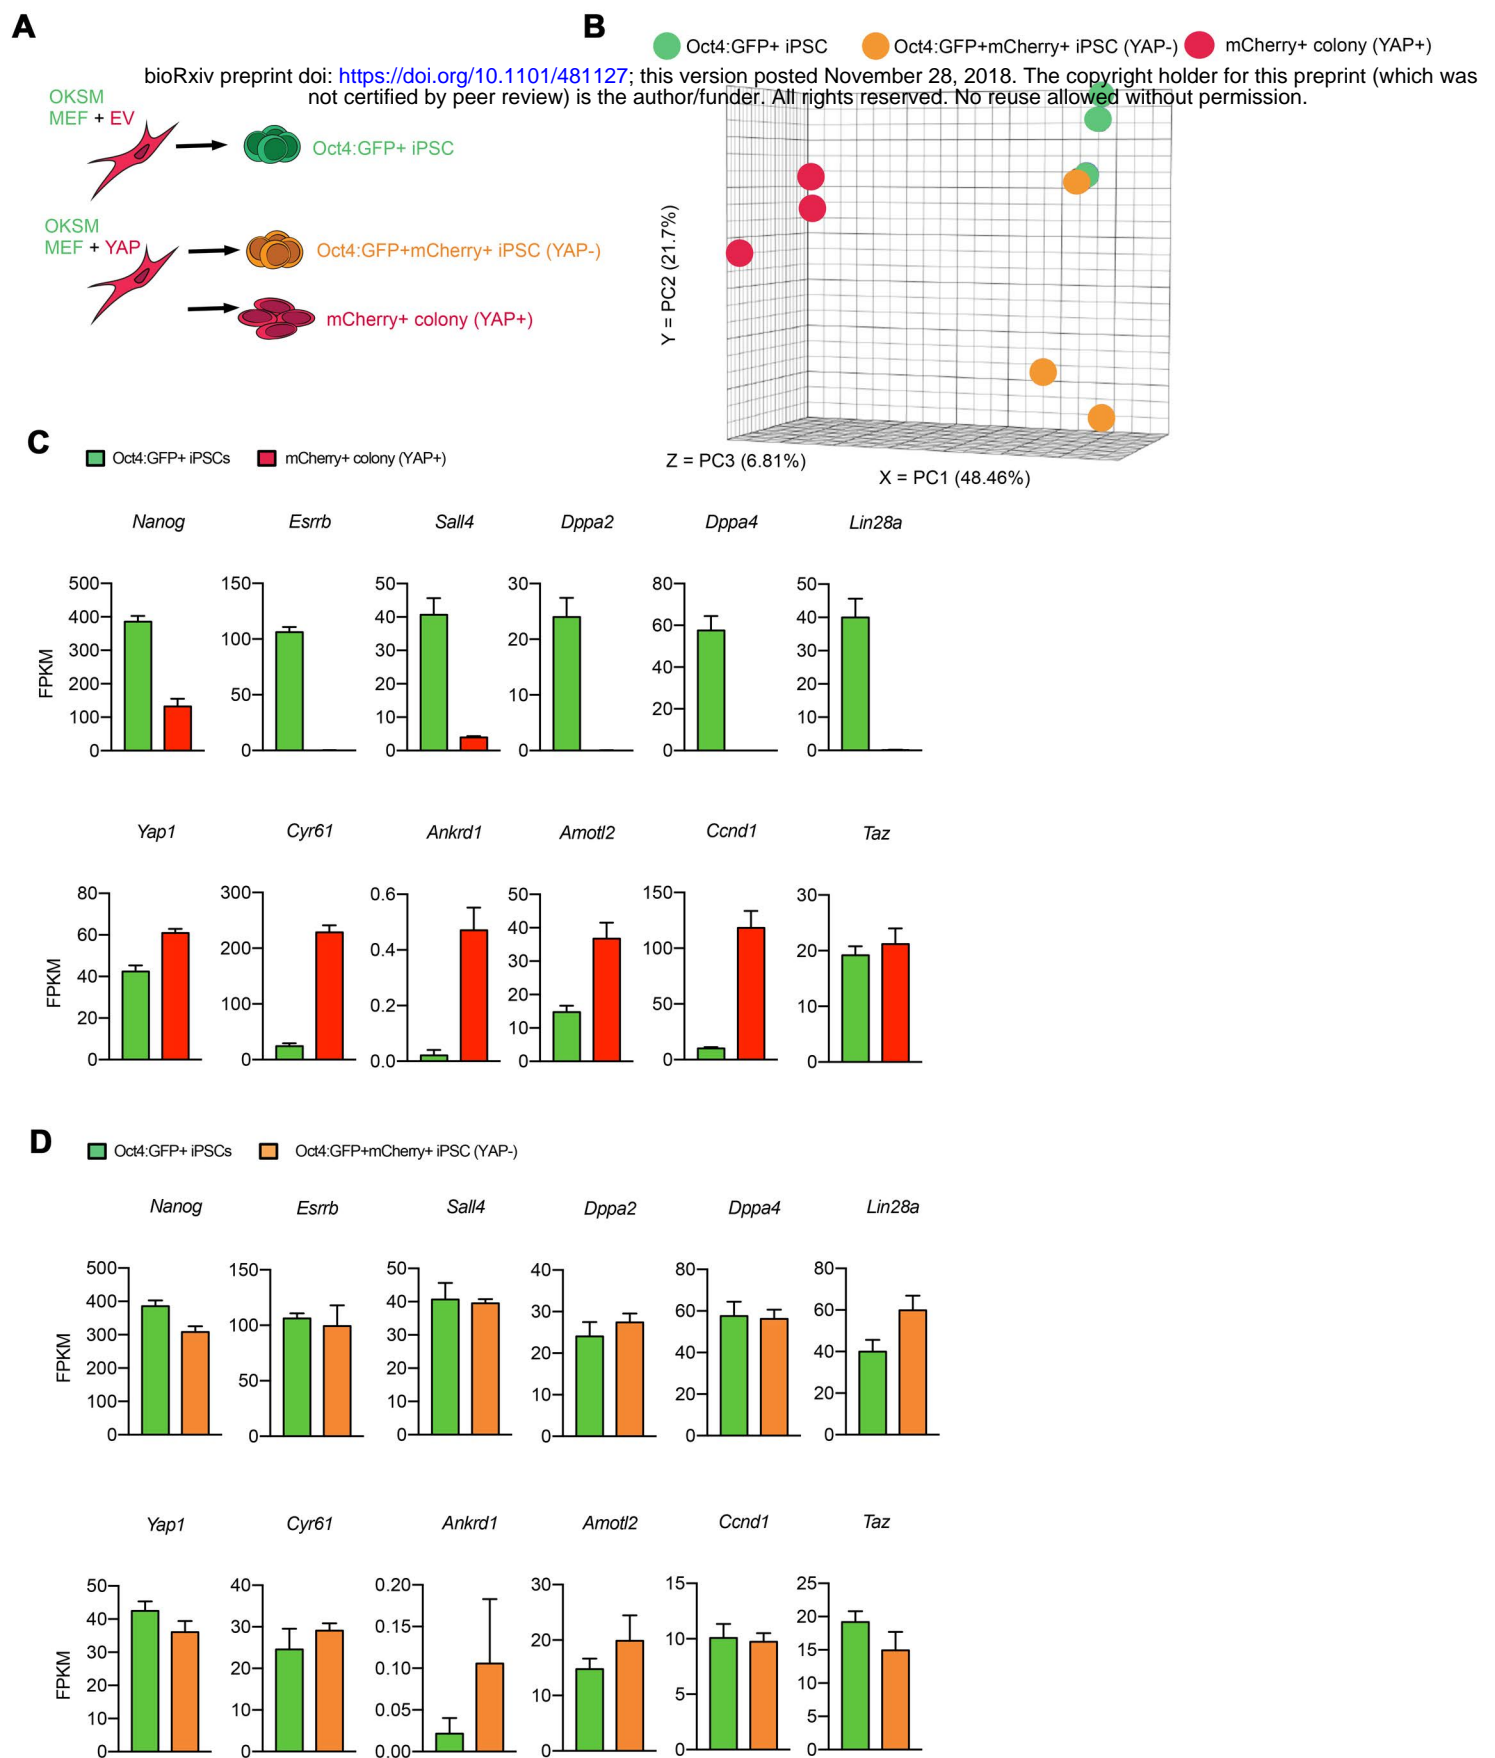 A
B
Oct4:GFP+ iPSC
Oct4:GFP+mCherry+ iPSC (YAP-)
mCherry+ colony (YAP+)
bioRxiv preprint doi: https://doi.org/10.1101/481127; this version posted November 28, 2018. The copyright holder for this preprint (which was
not certified by peer review) is the author/funder. All rights reserved. No reuse allowed without permission.
OKSM
MEF + EV
Oct4:GFP+ iPSC
OKSM
MEF + YAP
Oct4:GFP+mCherry+ iPSC (YAP-)
mCherry+ colony (YAP+)
Y = PC2 (21.7%)
Z = PC3 (6.81%)
X = PC1 (48.46%)
C
Oct4:GFP+ iPSCs
mCherry+ colony (YAP+)
Nanog Esrrb Sall4 Dppa2 Dppa4 Lin28a
FPKM
500 400 300 200 100 0
150 100 50 0
50 40 30 20 10 0
30 20 10 0
80 60 40 20 0
50 40 30 20 10 0
Yap1 Cyr61 Ankrd1 Amotl2 Ccnd1 Taz
FPKM
80 60 40 20 0
300 200 100 0
0.6 0.4 0.2 0.0
50 40 30 20 10 0
150 100 50 0
30 20 10 0
D
Oct4:GFP+ iPSCs
Oct4:GFP+mCherry+ iPSC (YAP-)
Nanog Esrrb Sall4 Dppa2 Dppa4 Lin28a
FPKM
500 400 300 200 100 0
150 100 50 0
50 40 30 20 10 0
40 30 20 10 0
80 60 40 20 0
80 60 40 20 0
Yap1 Cyr61 Ankrd1 Amotl2 Ccnd1 Taz
FPKM
50 40 30 20 10 0
40 30 20 10 0
0.20 0.15 0.10 0.05 0.00
30 20 10 0
15 10 5 0
25 20 15 10 5 0